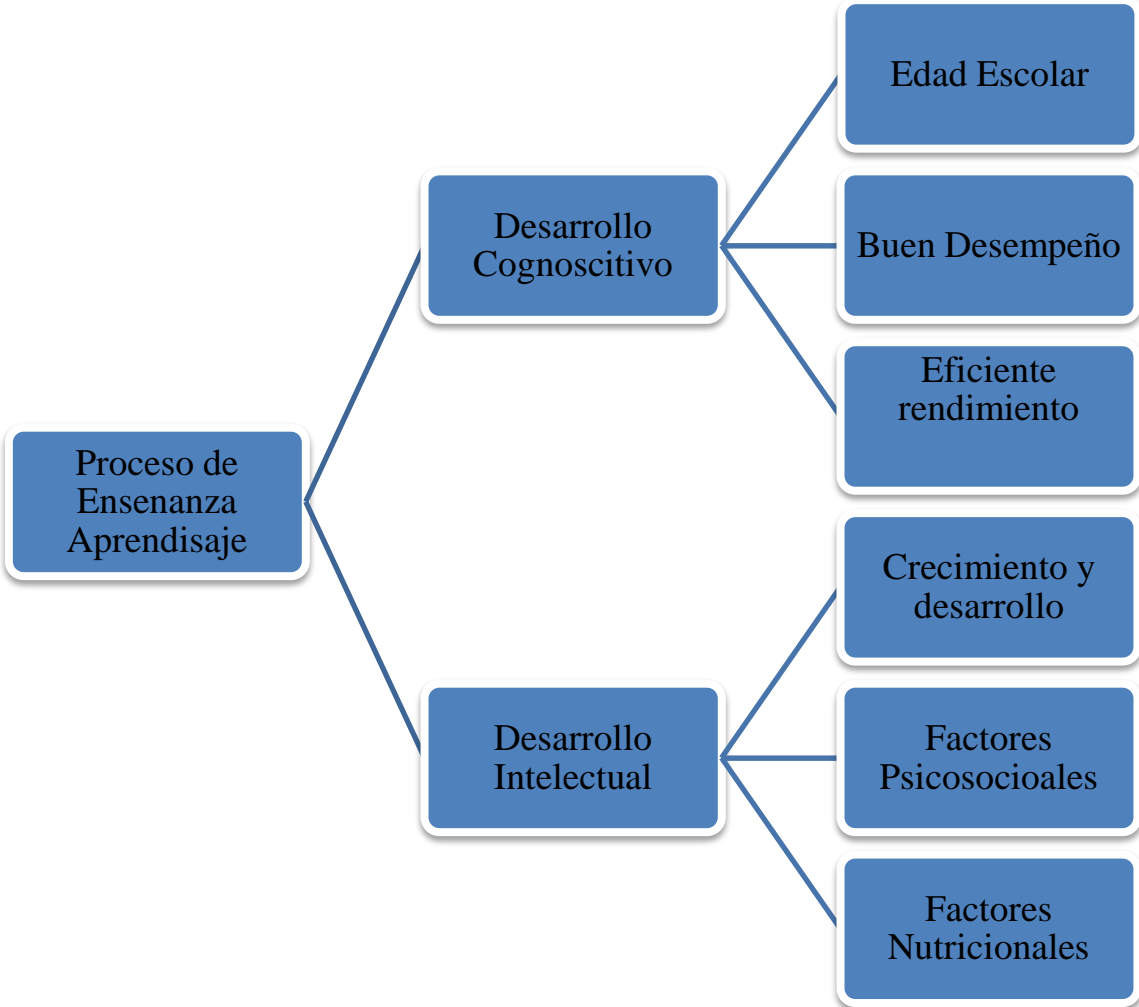 Edad Escolar
Desarrollo
Cognoscitivo
Buen Desempeño
Eficiente
rendimiento
Proceso de
Ensenanza
Aprendisaje
Crecimiento y
desarrollo
Desarrollo
Intelectual
Factores
Psicosocioales
Factores
Nutricionales